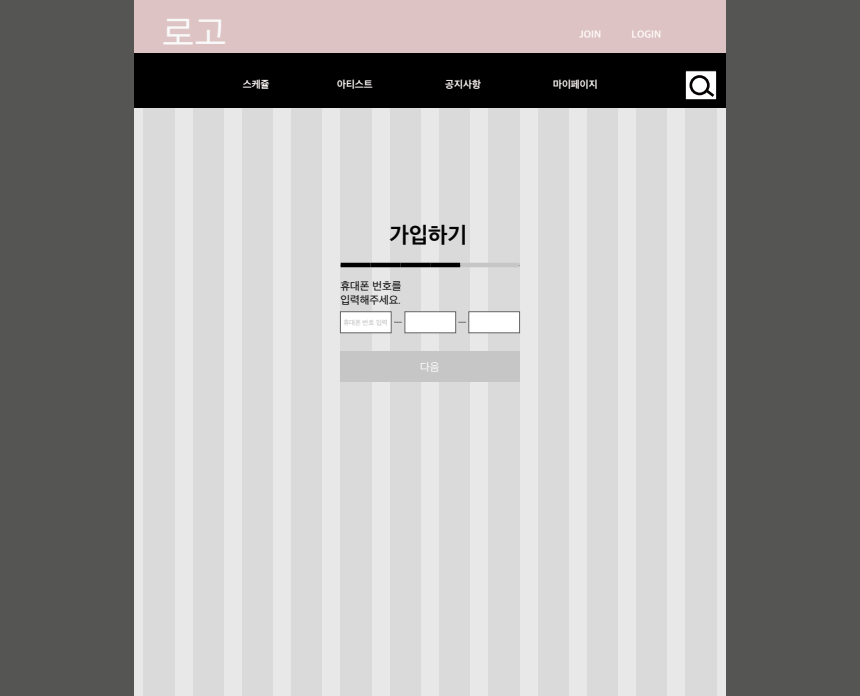 로고
JOIN LOGIN
스케쥴 아티스트 공지사항 마이페이지
가입하기
휴대폰 번호를
입력해주세요.
휴대폰 번호 입력
다음